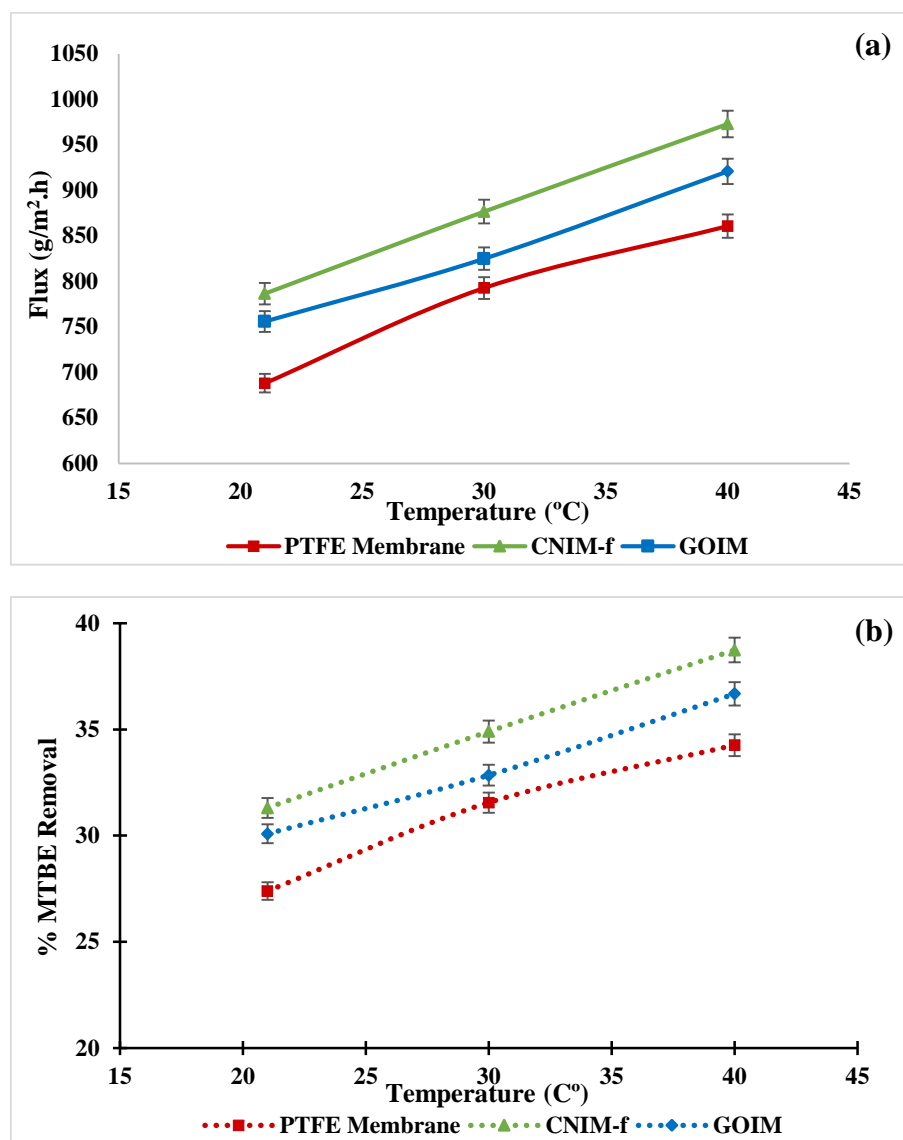 (a)
Flux (g/m².h)
1050
1000
950
900
850
800
750
700
650
600
15 20 25 30 35 40 45
Temperature (ºC)
PTFE Membrane CNIM-f GOIM
(b)
% MTBE Removal
40
35
30
25
20
15 20 25 30 35 40 45
Temperature (Cº)
PTFE Membrane CNIM-f GOIM